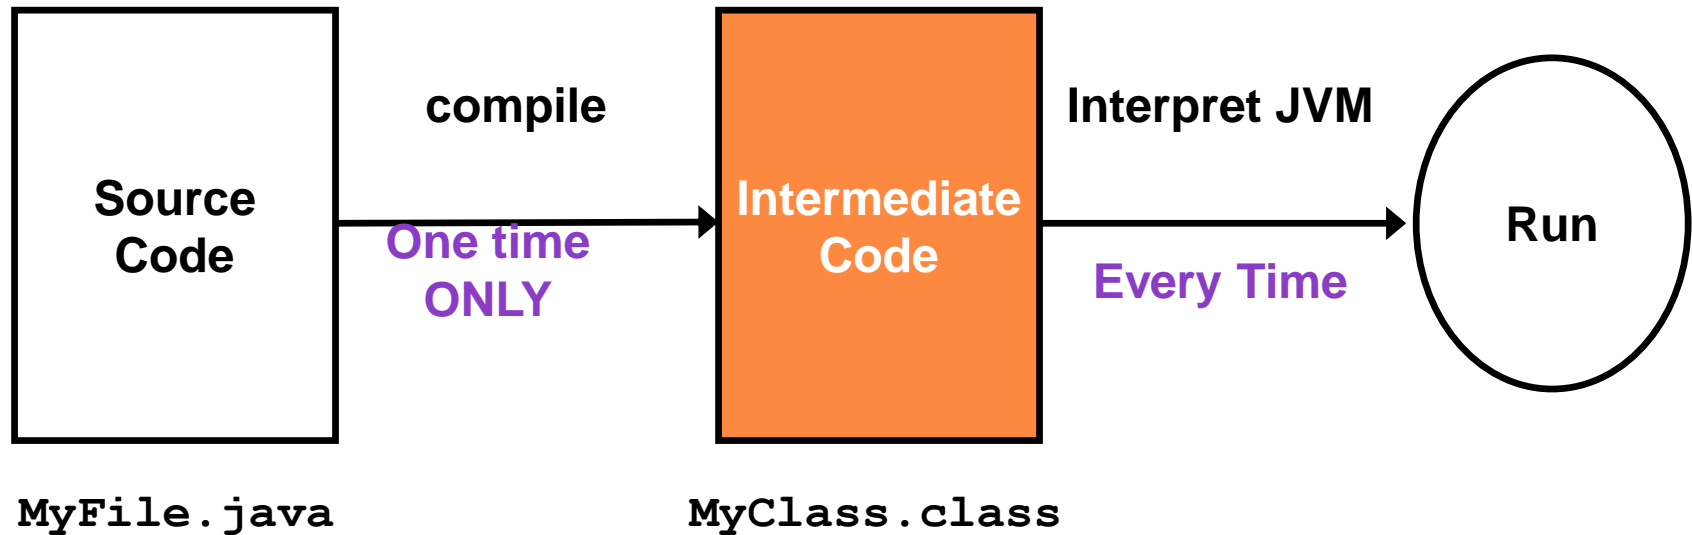 Source
Code
compile
One time
ONLY
Intermediate
Code
Interpret JVM
Every Time
Run
MyFile.java
MyClass.class